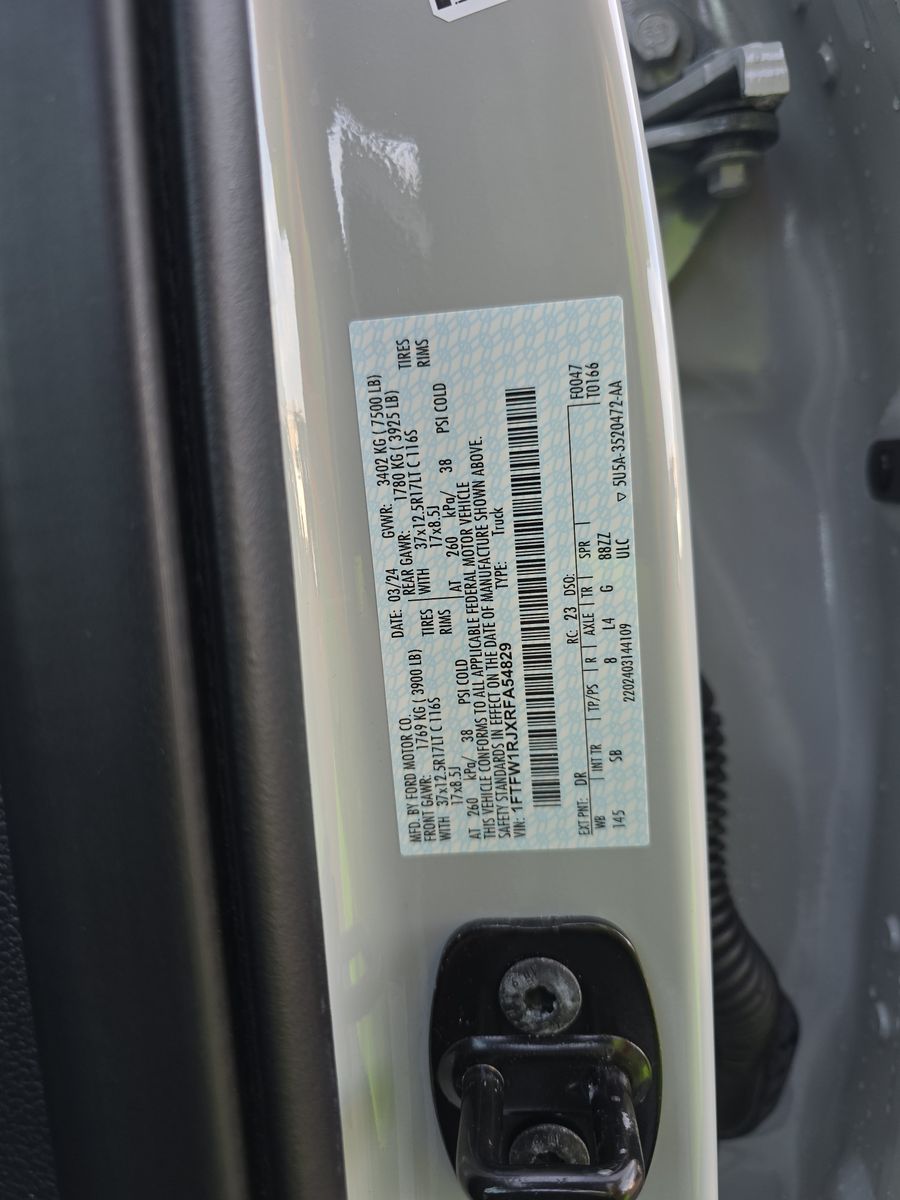 MFD. BY FORD MOTOR CO.
DATE: 03/24 GVWR: 3402 KG ( 7500 LB)
FRONT GAWR: 1769 KG ( 3900 LB) REAR GAWR: 1780 KG ( 3925 LB)
WITH 37x12.5R17LT C 116S TIRES WITH 37x12.5R17LT C 116S TIRES
17x8.5J RIMS 17x8.5J RIMS
AT 260 kPa/ 38 PSI COLD AT 260 kPa/ 38 PSI COLD
THIS VEHICLE CONFORMS TO ALL APPLICABLE FEDERAL MOTOR VEHICLE
SAFETY STANDARDS IN EFFECT ON THE DATE OF MANUFACTURE SHOWN ABOVE.
VIN: 1FTFW1RJXRFA54829 TYPE: Truck
F0047
EXT PNT: DR RC: 23 DSO: T0166
WB INT TR TP/PS R AXLE TR SPR
145 SB 8 L4 G 88ZZ
2202403144109 ULC ▽ 5U5A-3520472-AA